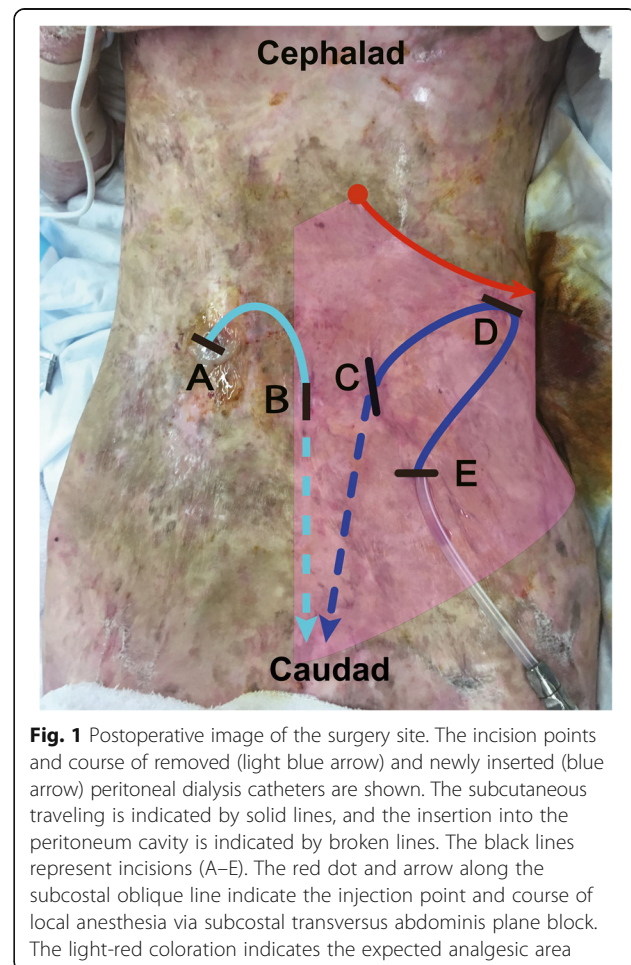 Cephalad
A
B
C
D
E
Caudad
Fig. 1 Postoperative image of the surgery site. The incision points
and course of removed (light blue arrow) and newly inserted (blue
arrow) peritoneal dialysis catheters are shown. The subcutaneous
traveling is indicated by solid lines, and the insertion into the
peritoneum cavity is indicated by broken lines. The black lines
represent incisions (A–E). The red dot and arrow along the
subcostal oblique line indicate the injection point and course of
local anesthesia via subcostal transversus abdominis plane block.
The light-red coloration indicates the expected analgesic area